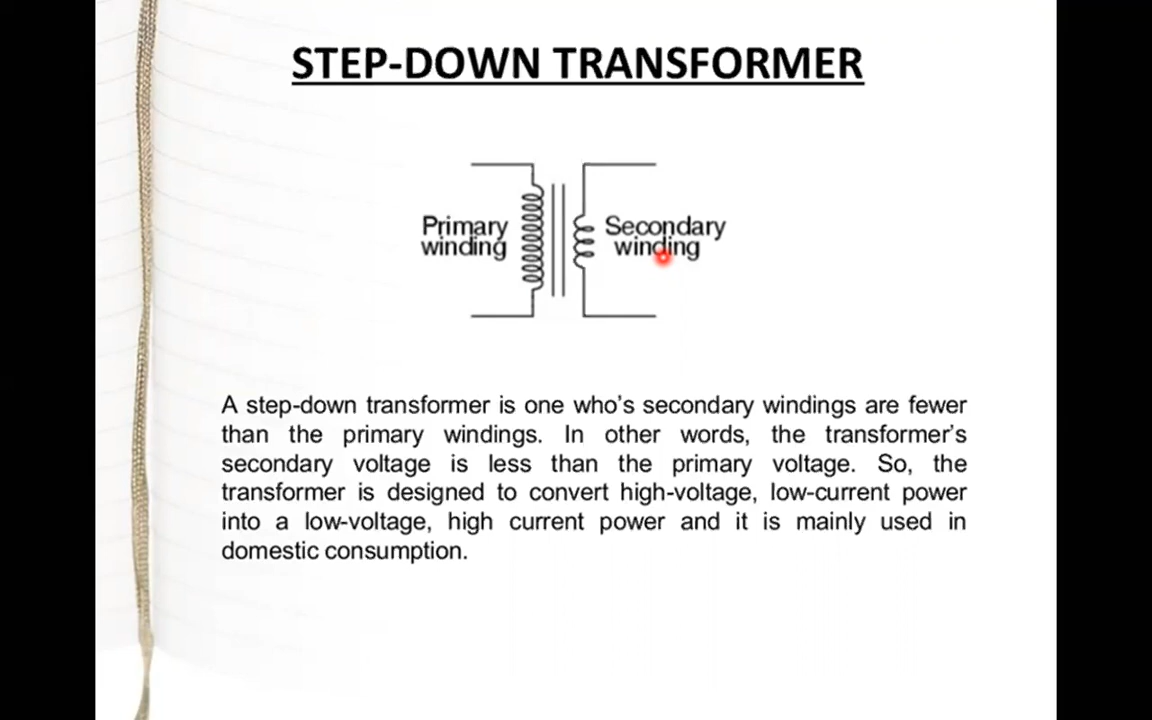 STEP-DOWN TRANSFORMER
Primary
winding
Secondary
winding
A step-down transformer is one who’s secondary windings are fewer
than the primary windings. In other words, the transformer’s
secondary voltage is less than the primary voltage. So, the
transformer is designed to convert high-voltage, low-current power
into a low-voltage, high current power and it is mainly used in
domestic consumption.